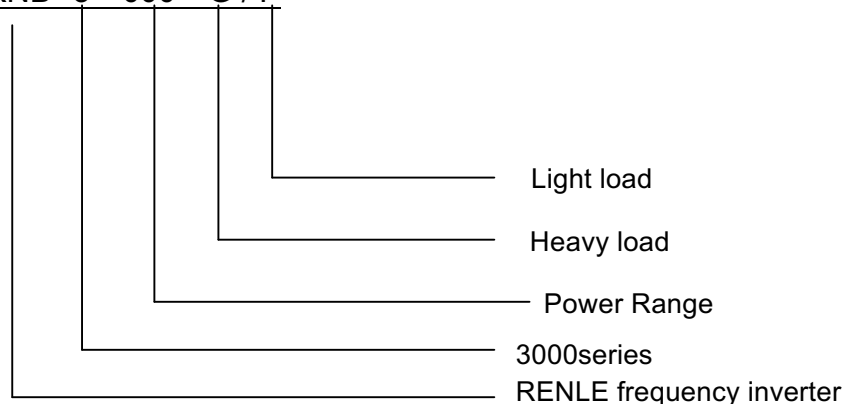 Light load
Heavy load
Power Range
3000series
RENLE frequency inverter